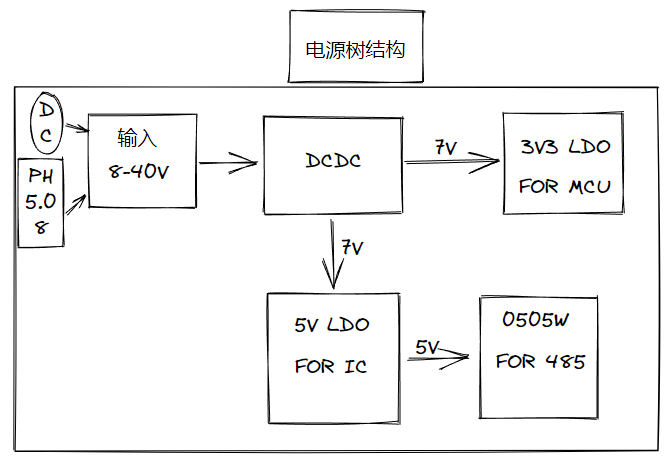 电源树结构
D
C
PH
5.0
8
输入
8-40V
DCDC
7V
3V3 LDO
FOR MCU
7V
5V LDO
FOR IC
5V
0505W
FOR 485